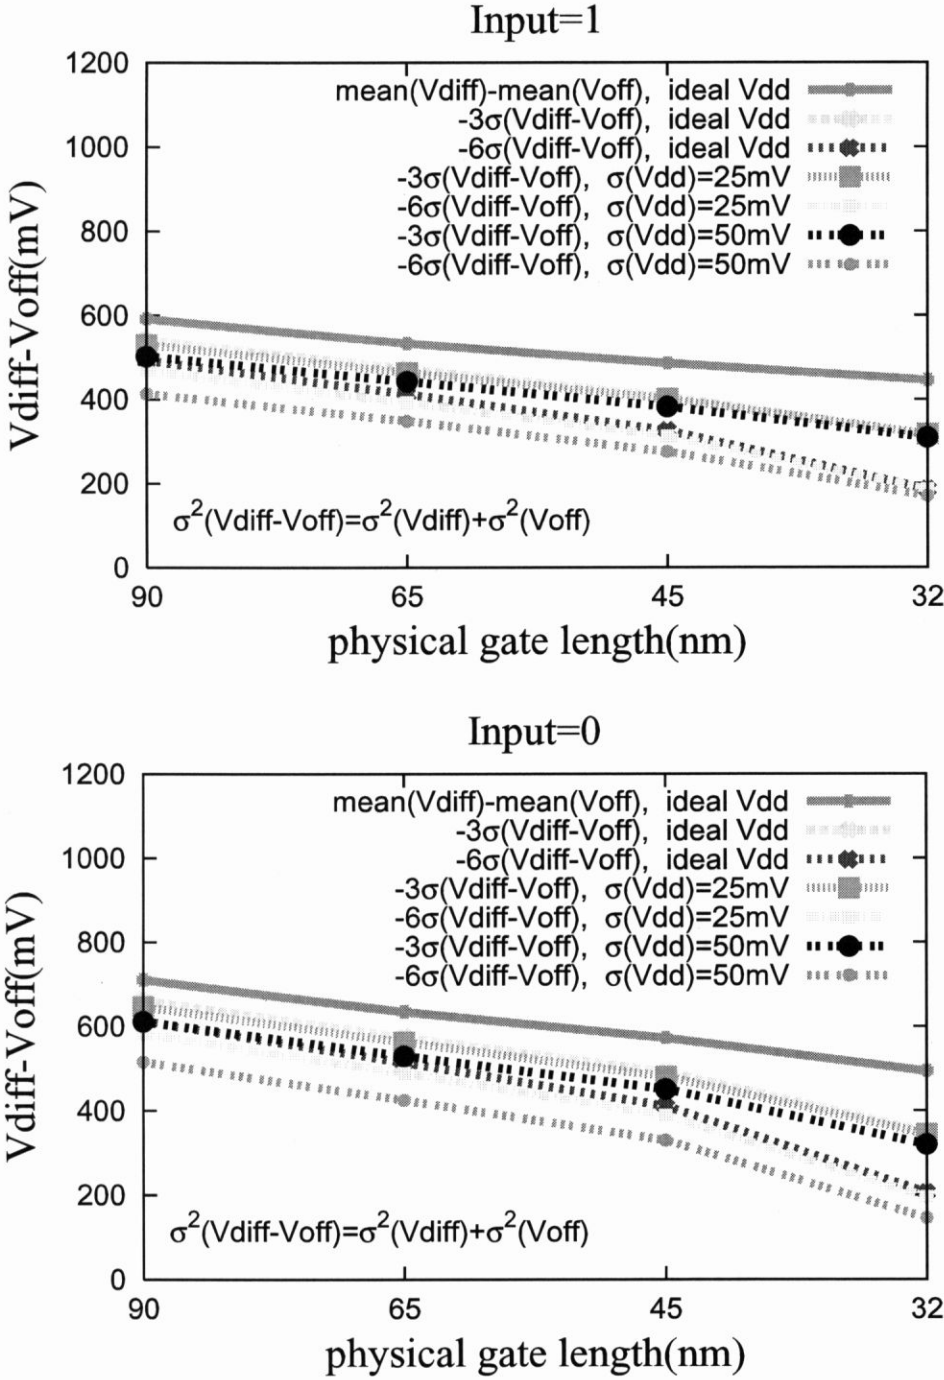 Input=1
1200
mean(Vdiff)-mean(Voff), ideal Vdd
-3σ(Vdiff-Voff), ideal Vdd
1000
-6σ(Vdiff-Voff), ideal Vdd
-3σ(Vdiff-Voff), σ(Vdd)=25mV
-6σ(Vdiff-Voff), σ(Vdd)=25mV
800
-3σ(Vdiff-Voff), σ(Vdd)=50mV
-6σ(Vdiff-Voff), σ(Vdd)=50mV
Vdiff-Voff(mV)
600
400
200
σ²(Vdiff-Voff)=σ²(Vdiff)+σ²(Voff)
0
90 65 45 32
physical gate length(nm)
Input=0
1200
mean(Vdiff)-mean(Voff), ideal Vdd
-3σ(Vdiff-Voff), ideal Vdd
1000
-6σ(Vdiff-Voff), ideal Vdd
-3σ(Vdiff-Voff), σ(Vdd)=25mV
-6σ(Vdiff-Voff), σ(Vdd)=25mV
800
-3σ(Vdiff-Voff), σ(Vdd)=50mV
-6σ(Vdiff-Voff), σ(Vdd)=50mV
Vdiff-Voff(mV)
600
400
200
σ²(Vdiff-Voff)=σ²(Vdiff)+σ²(Voff)
0
90 65 45 32
physical gate length(nm)